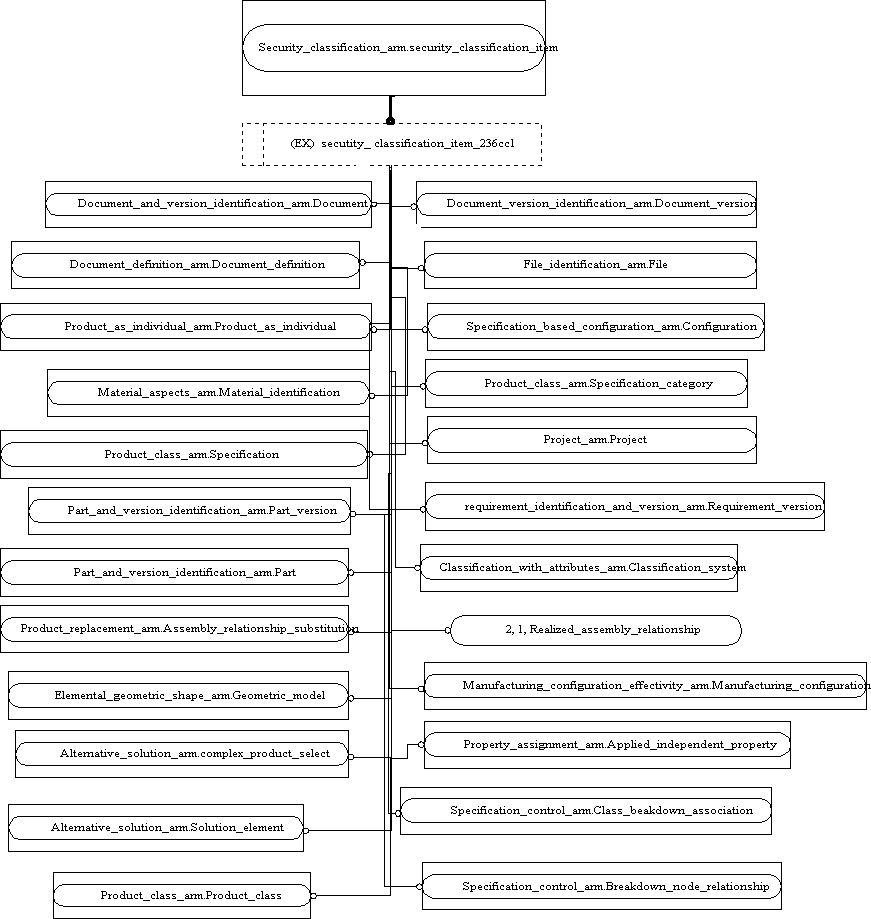 Security_classification_arm.security_classification_item
(EX) secutity_ classification_item_236cc1
Document_and_version_identification_arm.Document
Document_version_identification_arm.Document_version
Document_definition_arm.Document_definition
File_identification_arm.File
Product_as_individual_arm.Product_as_individual
Specification_based_configuration_arm.Configuration
Material_aspects_arm.Material_identification
Product_class_arm.Specification_category
Product_class_arm.Specification
Project_arm.Project
Part_and_version_identification_arm.Part_version
requirement_identification_and_version_arm.Requirement_version
Part_and_version_identification_arm.Part
Classification_with_attributes_arm.Classification_system
Product_replacement_arm.Assembly_relationship_substitution
2, 1, Realized_assembly_relationship
Elemental_geometric_shape_arm.Geometric_model
Manufacturing_configuration_effectivity_arm.Manufacturing_configuration
Alternative_solution_arm.complex_product_select
Property_assignment_arm.Applied_independent_property
Alternative_solution_arm.Solution_element
Specification_control_arm.Class_beakdown_association
Product_class_arm.Product_class
Specification_control_arm.Breakdown_node_relationship